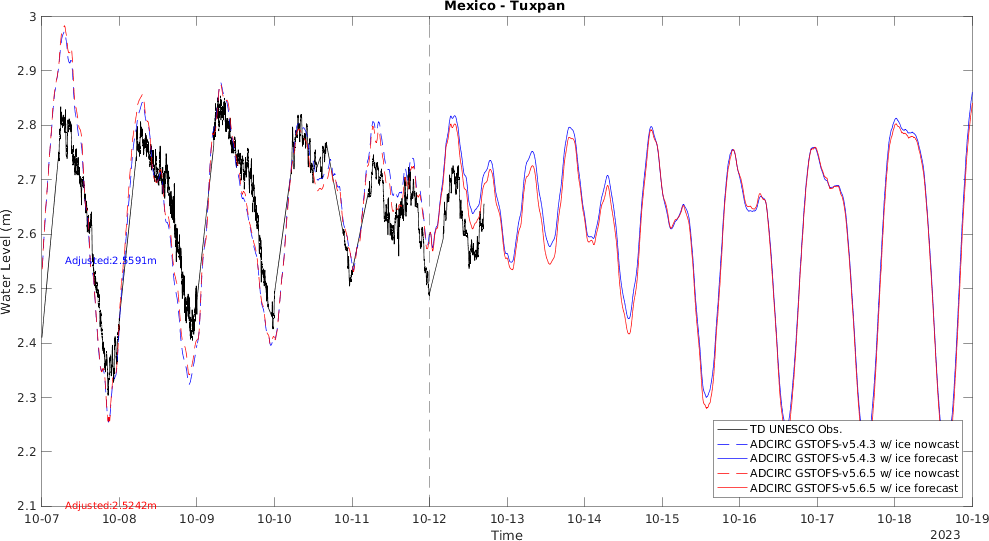 Mexico - Tuxpan
3
2.9
2.8
2.7
2.6
2.5
2.4
2.3
2.2
2.1
Water Level (m)
Adjusted:2.5591m
Adjusted:2.5242m
TD UNESCO Obs.
ADCIRC GSTOFS-v5.4.3 w/ ice nowcast
ADCIRC GSTOFS-v5.4.3 w/ ice forecast
ADCIRC GSTOFS-v5.6.5 w/ ice nowcast
ADCIRC GSTOFS-v5.6.5 w/ ice forecast
10-07 10-08 10-09 10-10 10-11 10-12 10-13 10-14 10-15 10-16 10-17 10-18 10-19
Time
2023